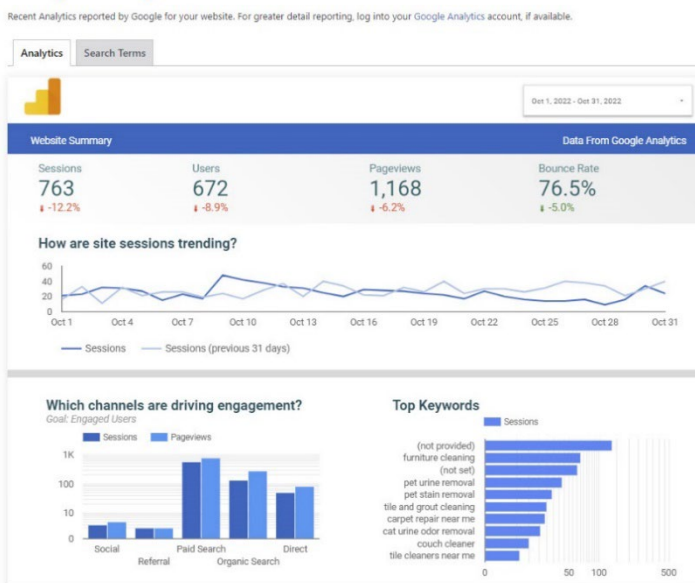 Recent Analytics reported by Google for your website. For greater detail reporting, log into your Google Analytics account, if available.
Analytics Search Terms
Oct 1, 2022 - Oct 31, 2022
Website Summary Data From Google Analytics
Sessions Users Pageviews Bounce Rate
763 672 1,168 76.5%
-12.2% -8.9% -6.2% -5.0%
How are site sessions trending?
60
40
20
0
Oct 1 Oct 4 Oct 7 Oct 10 Oct 13 Oct 16 Oct 19 Oct 22 Oct 25 Oct 28 Oct 31
Sessions Sessions (previous 31 days)
Which channels are driving engagement?
Goal: Engaged Users
Sessions Pageviews
1K
100
10
0
Social Paid Search Direct
Referral Organic Search
Top Keywords
Sessions
(not provided)
furniture cleaning
(not set)
pet urine removal
pet stain removal
tile and grout cleaning
carpet repair near me
cat urine odor removal
couch cleaner
tile cleaners near me
0 50 100 500